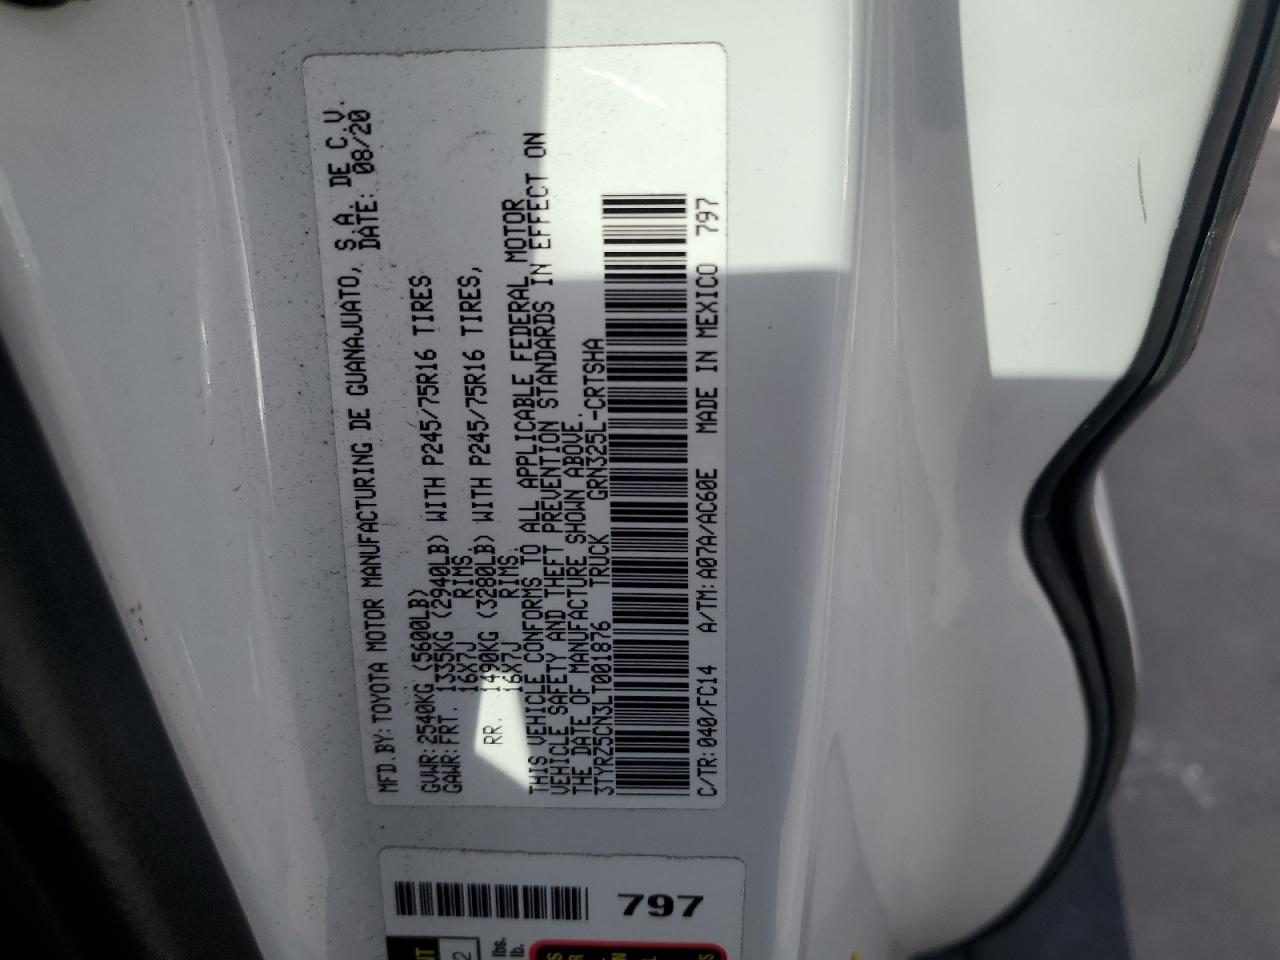 MFD.BY:TOYOTA MOTOR MANUFACTURING DE GUANAJUATO, S.A. DE C.V.
DATE: 08/20
GVWR:2540KG (5600LB)
GAWR:FRT. 1335KG (2940LB) WITH P245/75R16 TIRES
16X7J RIMS,
RR. 1490KG (3280LB) WITH P245/75R16 TIRES,
16X7J RIMS.
THIS VEHICLE CONFORMS TO ALL APPLICABLE FEDERAL MOTOR
VEHICLE SAFETY AND THEFT PREVENTION STANDARDS IN EFFECT ON
THE DATE OF MANUFACTURE SHOWN ABOVE.
3TYRZ5CN3LT001876 TRUCK GRN325L-CRTSHA
C/TR:040/FC14 A/TM:A07A/AC60E MADE IN MEXICO 797
797
lbs.
lb.